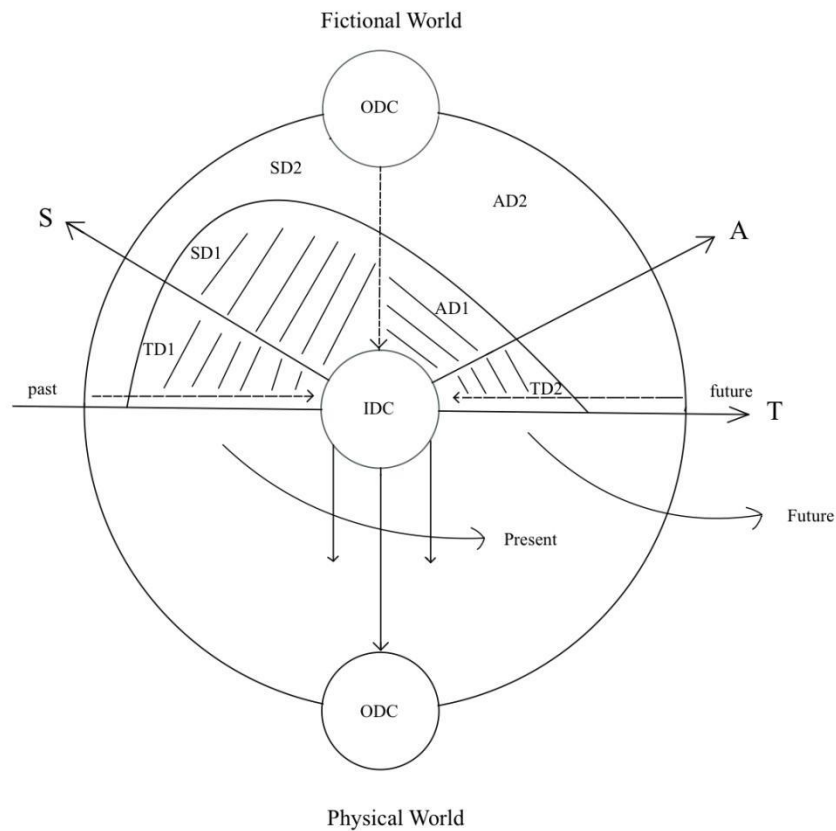 Fictional World
ODC
SD2
AD2
S
A
SD1
AD1
TD1
TD2
past
future
IDC
T
Present
Future
ODC
Physical World